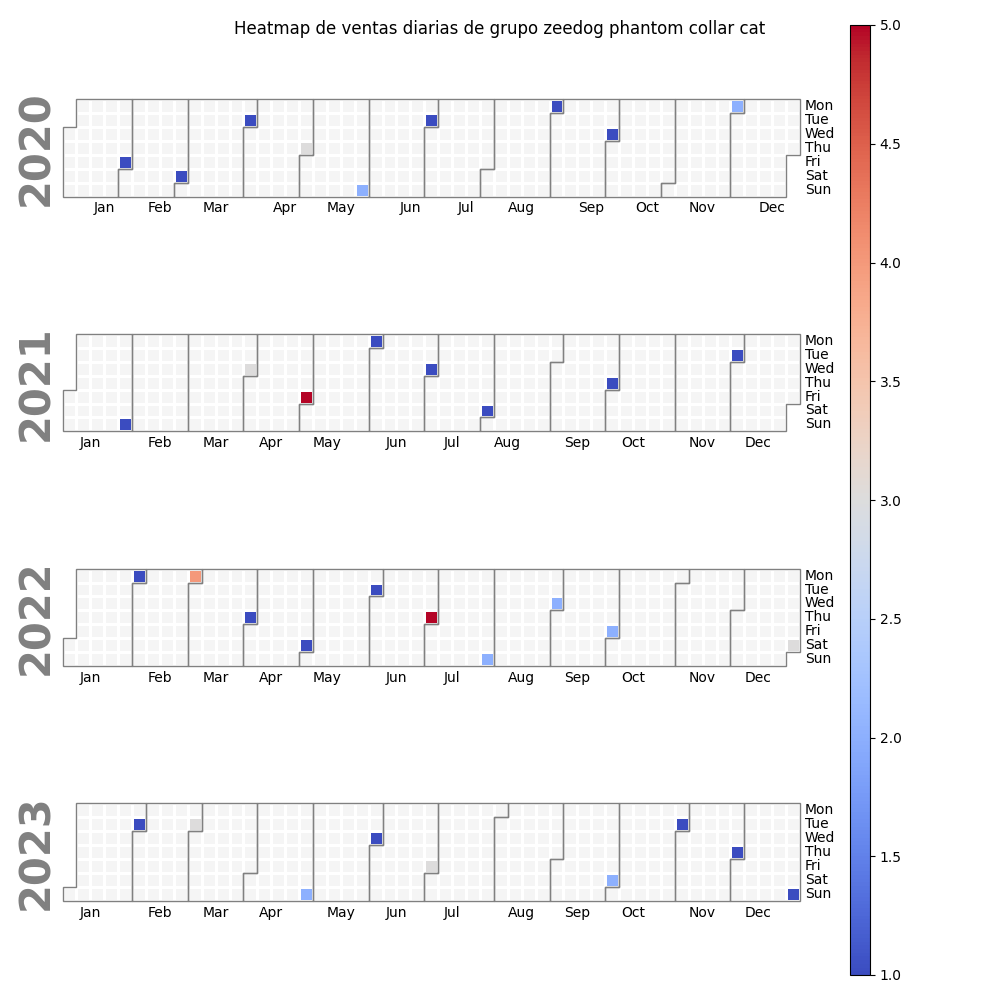 Heatmap de ventas diarias de grupo zeedog phantom collar cat
2020
Mon
Tue
Wed
Thu
Fri
Sat
Sun
Jan Feb Mar Apr May Jun Jul Aug Sep Oct Nov Dec
2021
Mon
Tue
Wed
Thu
Fri
Sat
Sun
Jan Feb Mar Apr May Jun Jul Aug Sep Oct Nov Dec
2022
Mon
Tue
Wed
Thu
Fri
Sat
Sun
Jan Feb Mar Apr May Jun Jul Aug Sep Oct Nov Dec
2023
Mon
Tue
Wed
Thu
Fri
Sat
Sun
Jan Feb Mar Apr May Jun Jul Aug Sep Oct Nov Dec
5.0
4.5
4.0
3.5
3.0
2.5
2.0
1.5
1.0